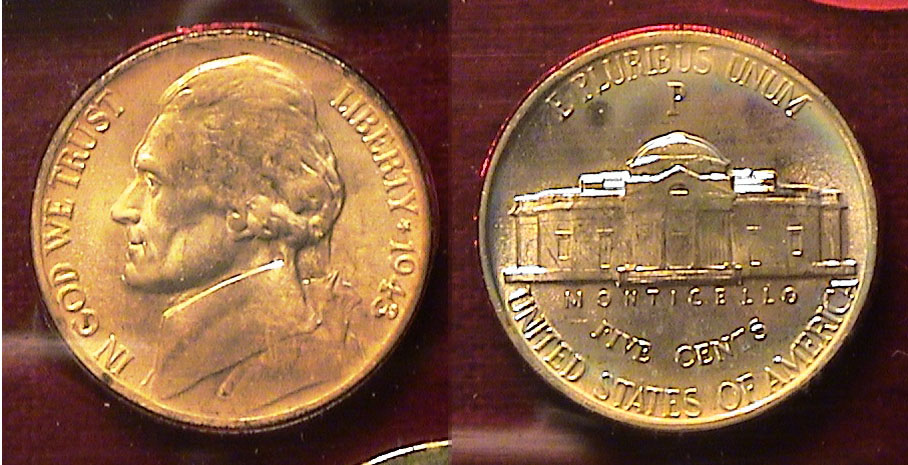 IN GOD WE TRUST
LIBERTY ★ 1943
E PLURIBUS UNUM
P
MONTICELLO
FIVE CENTS
UNITED STATES OF AMERICA